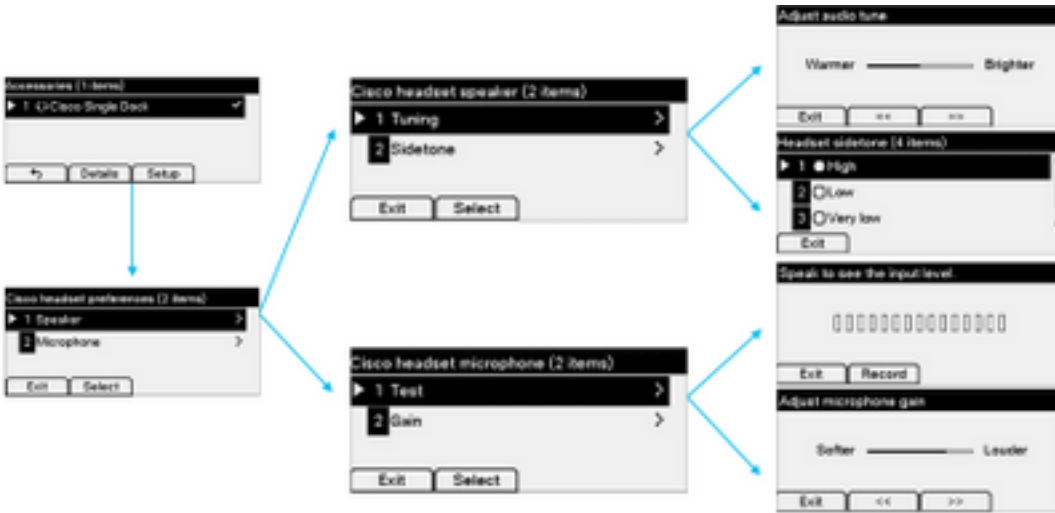 Accessories (1 items)
1 Cisco Single Dock
Details Setup
Cisco headset preferences (2 items)
1 Speaker >
2 Microphone >
Exit Select
Cisco headset speaker (2 items)
1 Tuning >
2 Sidetone >
Exit Select
Cisco headset microphone (2 items)
1 Test >
2 Gain >
Exit Select
Adjust audio tune
Warmer Brighter
Exit << >>
Headset sidetone (4 items)
1 High
2 Low
3 Very low
Exit
Speak to see the input level.
Exit Record
Adjust microphone gain
Softer Louder
Exit << >>